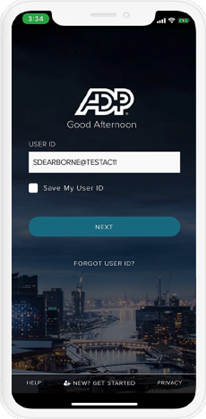 3:34
ADP
Good Afternoon
USER ID
SDEARBORNE@TESTAC11
Save My User ID
NEXT
FORGOT USER ID?
HELP NEW? GET STARTED PRIVACY